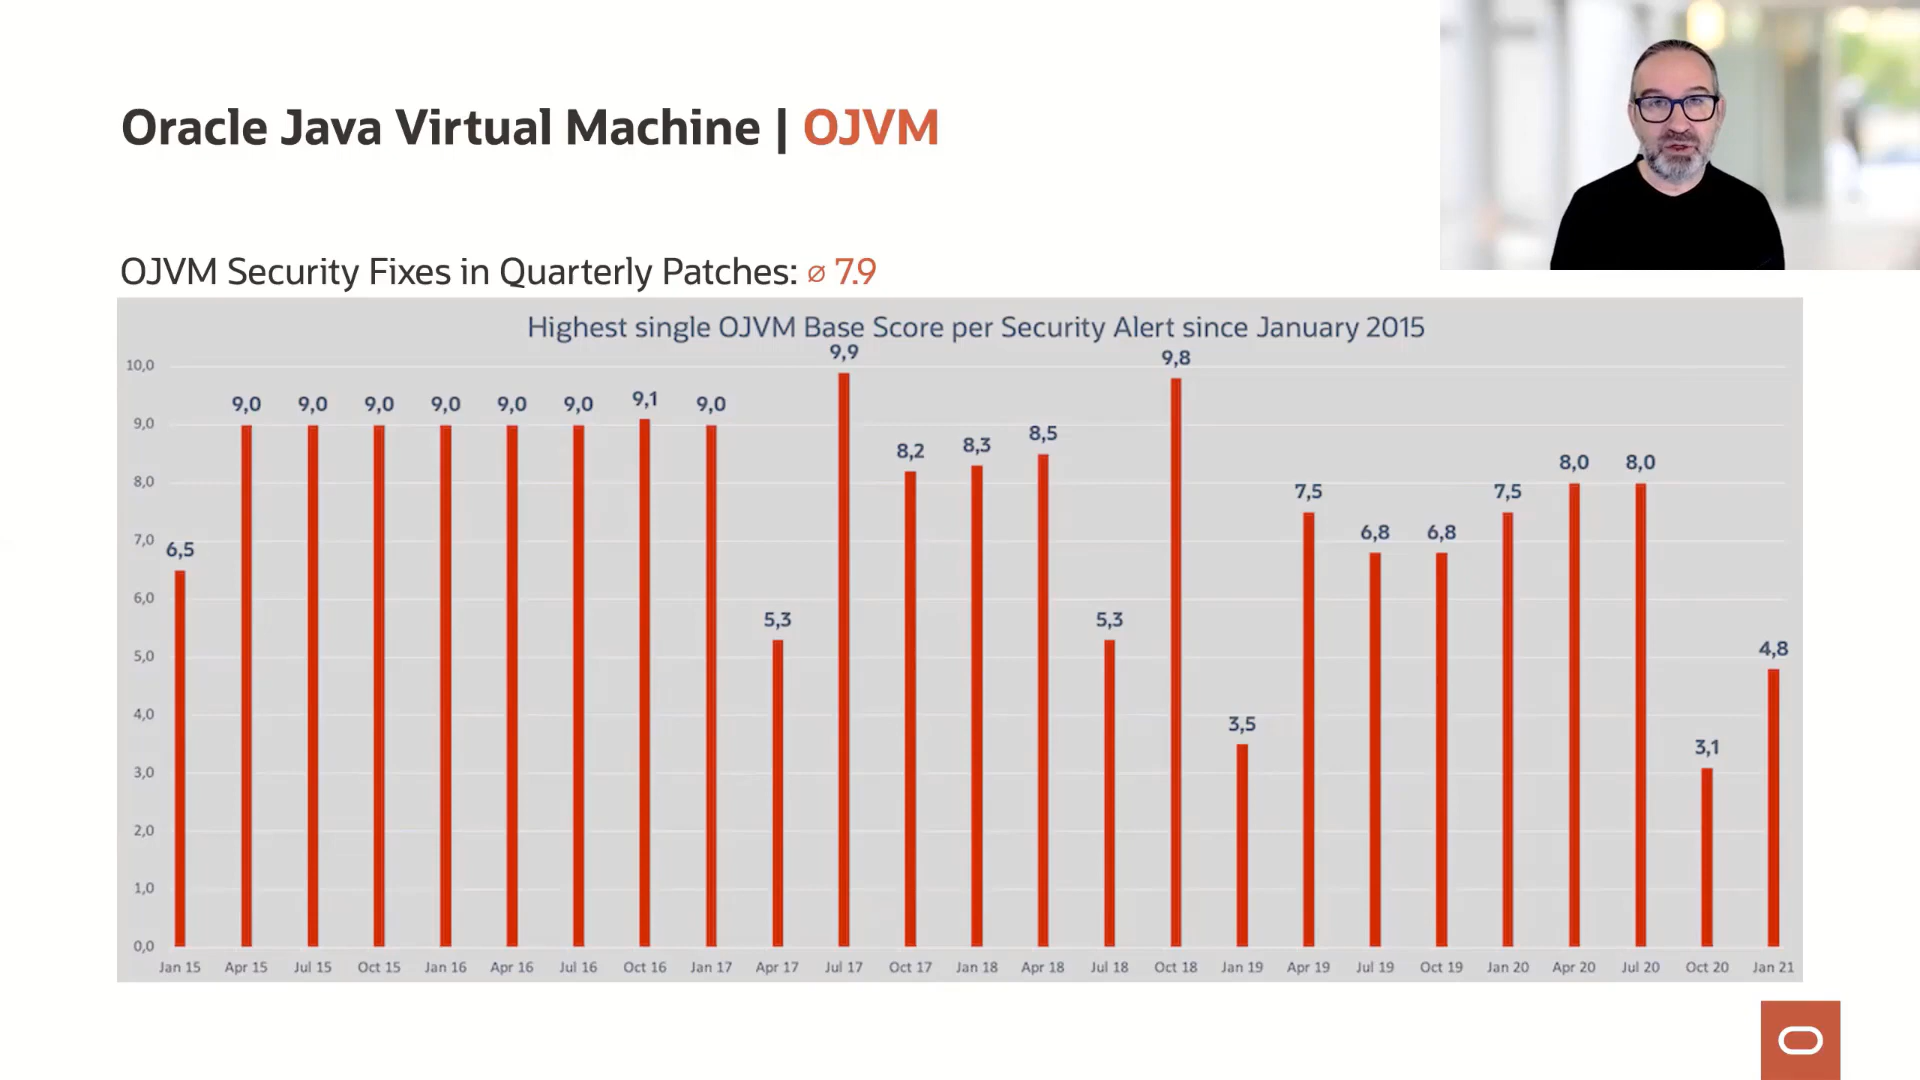 Oracle Java Virtual Machine | OJVM
OJVM Security Fixes in Quarterly Patches: ⌀ 7.9
Highest single OJVM Base Score per Security Alert since January 2015
10,0
9,0
8,0
7,0
6,0
5,0
4,0
3,0
2,0
1,0
0,0
6,5 9,0 9,0 9,0 9,0 9,0 9,0 9,1 9,0 5,3 9,9 8,2 8,3 8,5 5,3 9,8 3,5 7,5 6,8 6,8 7,5 8,0 8,0 3,1 4,8
Jan 15 Apr 15 Jul 15 Oct 15 Jan 16 Apr 16 Jul 16 Oct 16 Jan 17 Apr 17 Jul 17 Oct 17 Jan 18 Apr 18 Jul 18 Oct 18 Jan 19 Apr 19 Jul 19 Oct 19 Jan 20 Apr 20 Jul 20 Oct 20 Jan 21